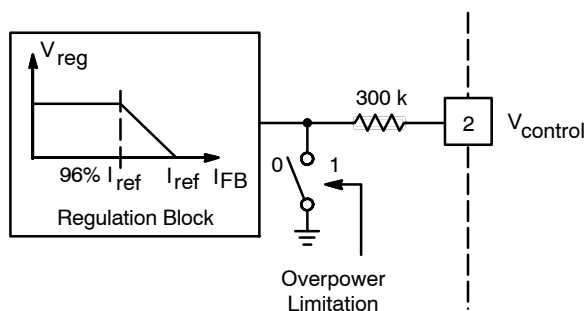 V_reg
300 k
2
V_control
0
1
96% I_ref
I_ref
I_FB
Regulation Block
Overpower
Limitation